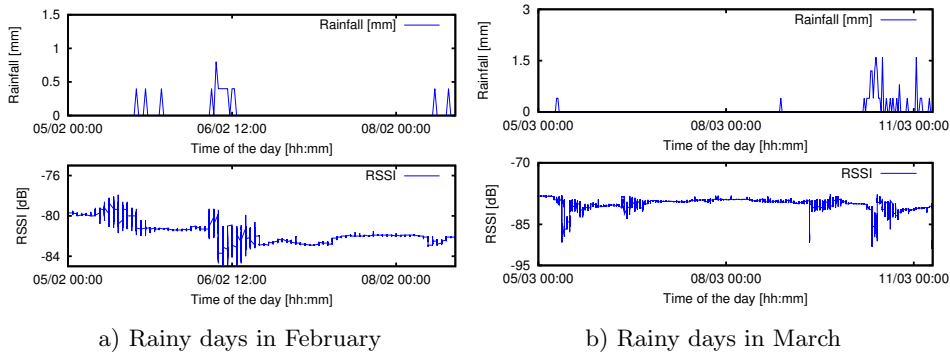 Rainfall [mm]
1.5
1
0.5
0
Rainfall [mm]
05/02 00:00 06/02 12:00 08/02 00:00
Time of the day [hh:mm]
RSSI [dB]
-76
-80
-84
RSSI
05/02 00:00 06/02 12:00 08/02 00:00
Time of the day [hh:mm]
a) Rainy days in February
Rainfall [mm]
3
1.5
0
Rainfall [mm]
05/03 00:00 08/03 00:00 11/03 00:00
Time of the day [hh:mm]
RSSI [dB]
-70
-85
-95
RSSI
05/03 00:00 08/03 00:00 11/03 00:00
Time of the day [hh:mm]
b) Rainy days in March